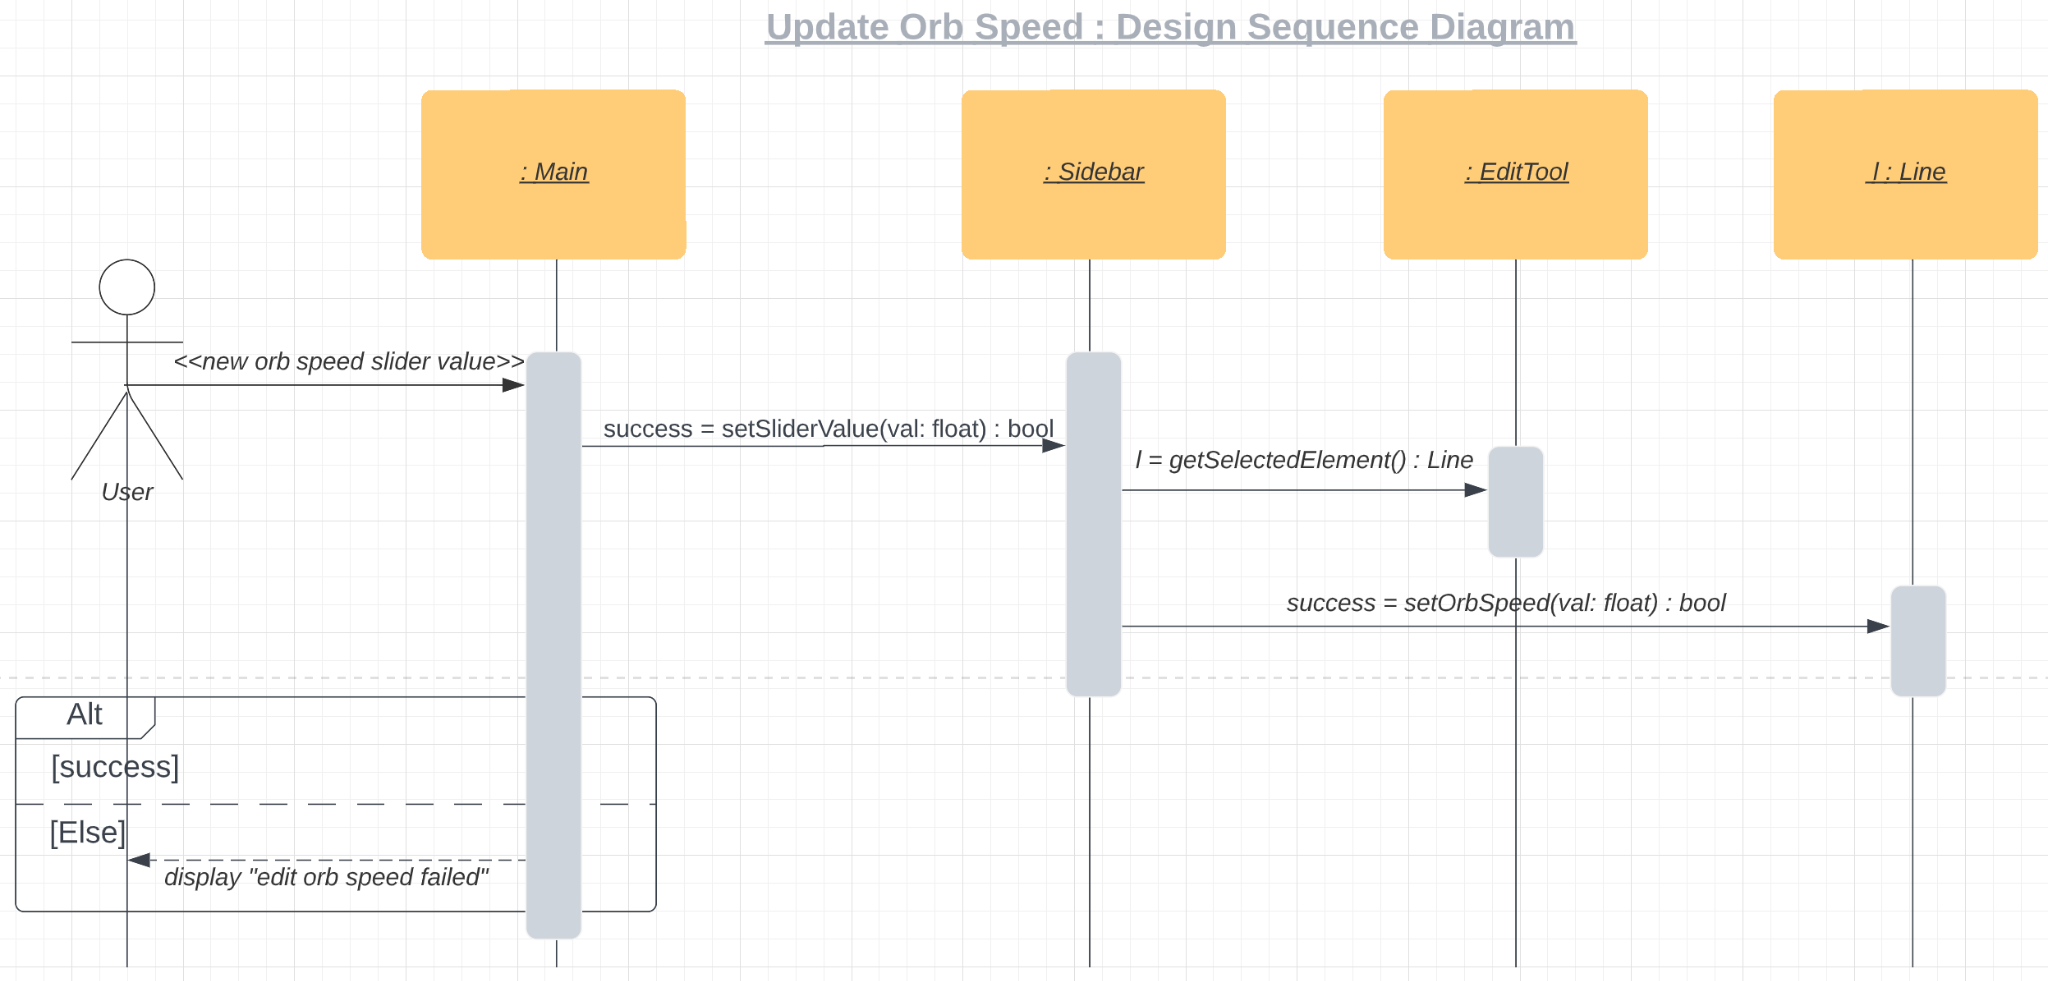 Update Orb Speed : Design Sequence Diagram
: Main
: Sidebar
: EditTool
l : Line
<<new orb speed slider value>>
success = setSliderValue(val: float) : bool
l = getSelectedElement() : Line
User
success = setOrbSpeed(val: float) : bool
Alt
[success]
[Else]
display "edit orb speed failed"